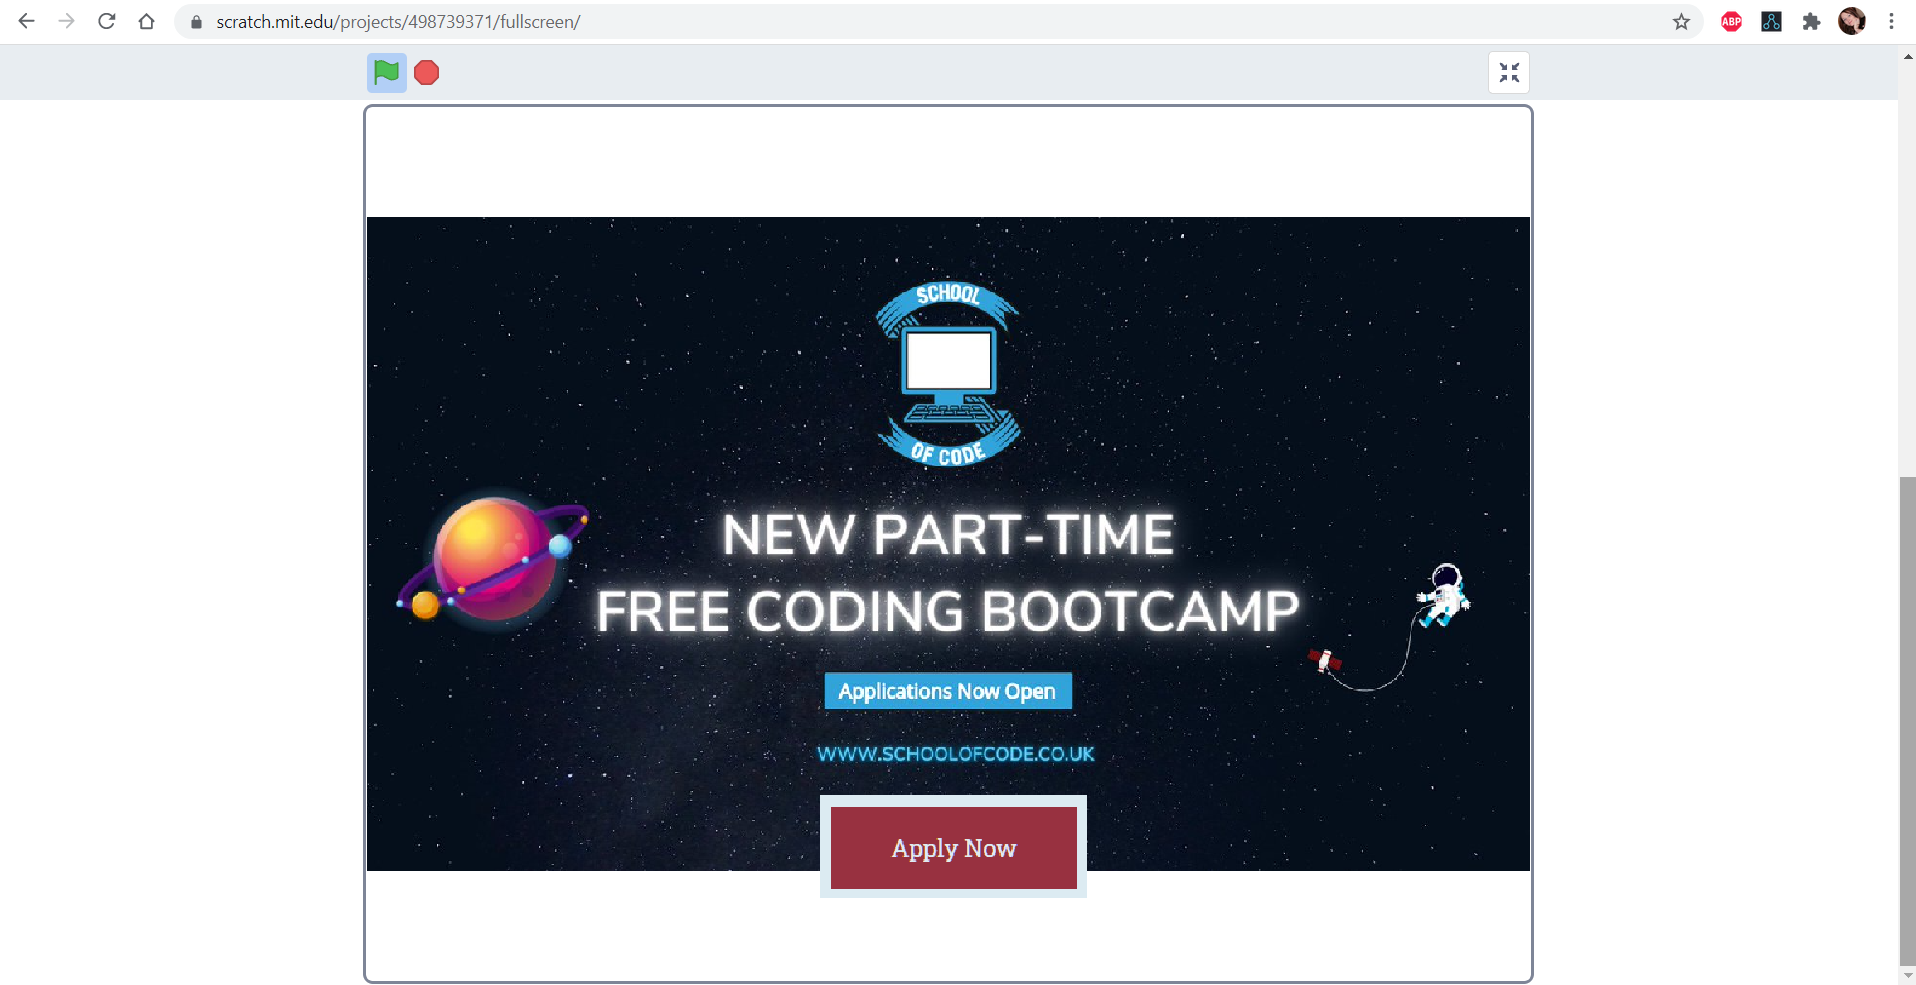 scratch.mit.edu/projects/498739371/fullscreen/
ABP
SCHOOL
OF CODE
NEW PART-TIME
FREE CODING BOOTCAMP
Applications Now Open
WWW.SCHOOLOFCODE.CO.UK
Apply Now